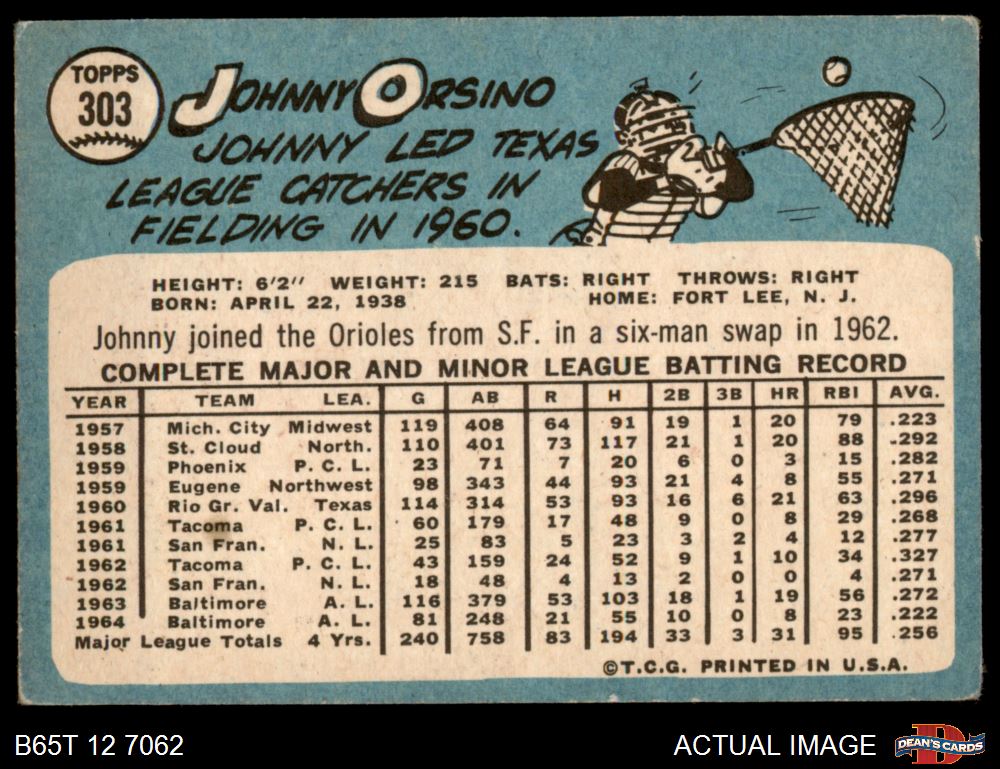 TOPPS
303
JOHNNY ORSINO
JOHNNY LED TEXAS
LEAGUE CATCHERS IN
FIELDING IN 1960.
HEIGHT: 6'2" WEIGHT: 215 BATS: RIGHT THROWS: RIGHT
BORN: APRIL 22, 1938 HOME: FORT LEE, N. J.
Johnny joined the Orioles from S.F. in a six-man swap in 1962.
COMPLETE MAJOR AND MINOR LEAGUE BATTING RECORD
YEAR TEAM LEA. G AB R H 2B 3B HR RBI AVG.
1957 Mich. City Midwest 119 408 64 91 19 1 20 79 .223
1958 St. Cloud North. 110 401 73 117 21 1 20 88 .292
1959 Phoenix P. C. L. 23 71 7 20 6 0 3 15 .282
1959 Eugene Northwest 98 343 44 93 21 4 8 55 .271
1960 Rio Gr. Val. Texas 114 314 53 93 16 6 21 63 .296
1961 Tacoma P. C. L. 60 179 17 48 9 0 8 29 .268
1961 San Fran. N. L. 25 83 5 23 3 2 4 12 .277
1962 Tacoma P. C. L. 43 159 24 52 9 1 10 34 .327
1962 San Fran. N. L. 18 48 4 13 2 0 0 4 .271
1963 Baltimore A. L. 116 379 53 103 18 1 19 56 .272
1964 Baltimore A. L. 81 248 21 55 10 0 8 23 .222
Major League Totals 4 Yrs. 240 758 83 194 33 3 31 95 .256
©T.C.G. PRINTED IN U.S.A.
B65T 12 7062 ACTUAL IMAGE
D
DEAN'S CARDS